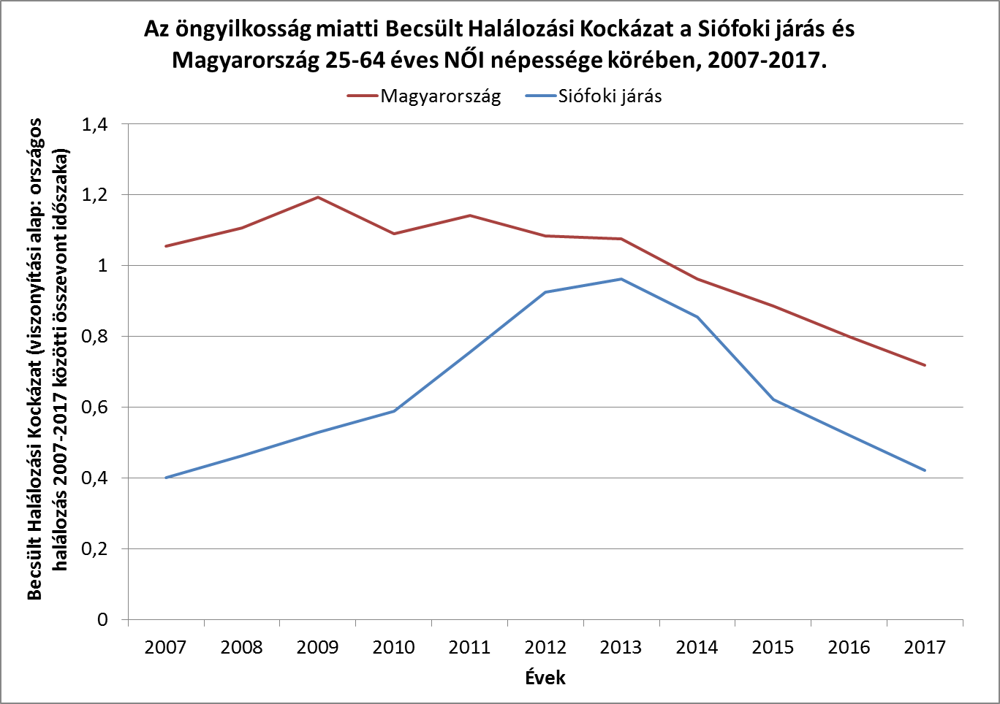 Az öngyilkosság miatti Becsült Halálozási Kockázat a Siófoki járás és
Magyarország 25-64 éves NŐI népessége körében, 2007-2017.
Magyarország Siófoki járás
Becsült Halálozási Kockázat (viszonyítási alap: országos
halálozás 2007-2017 közötti összevont időszaka)
1,4
1,2
1
0,8
0,6
0,4
0,2
0
2007 2008 2009 2010 2011 2012 2013 2014 2015 2016 2017
Évek